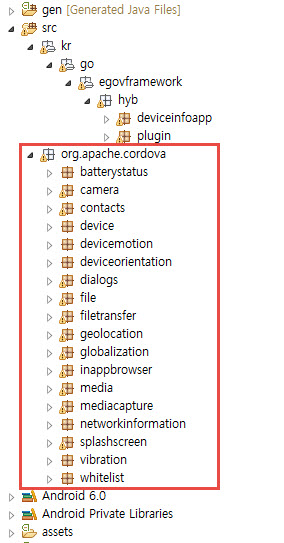 gen [Generated Java Files]
src
kr
go
egovframework
hyb
deviceinfoapp
plugin
org.apache.cordova
batterystatus
camera
contacts
device
devicemotion
deviceorientation
dialogs
file
filetransfer
geolocation
globalization
inappbrowser
media
mediacapture
networkinformation
splashscreen
vibration
whitelist
Android 6.0
Android Private Libraries
assets